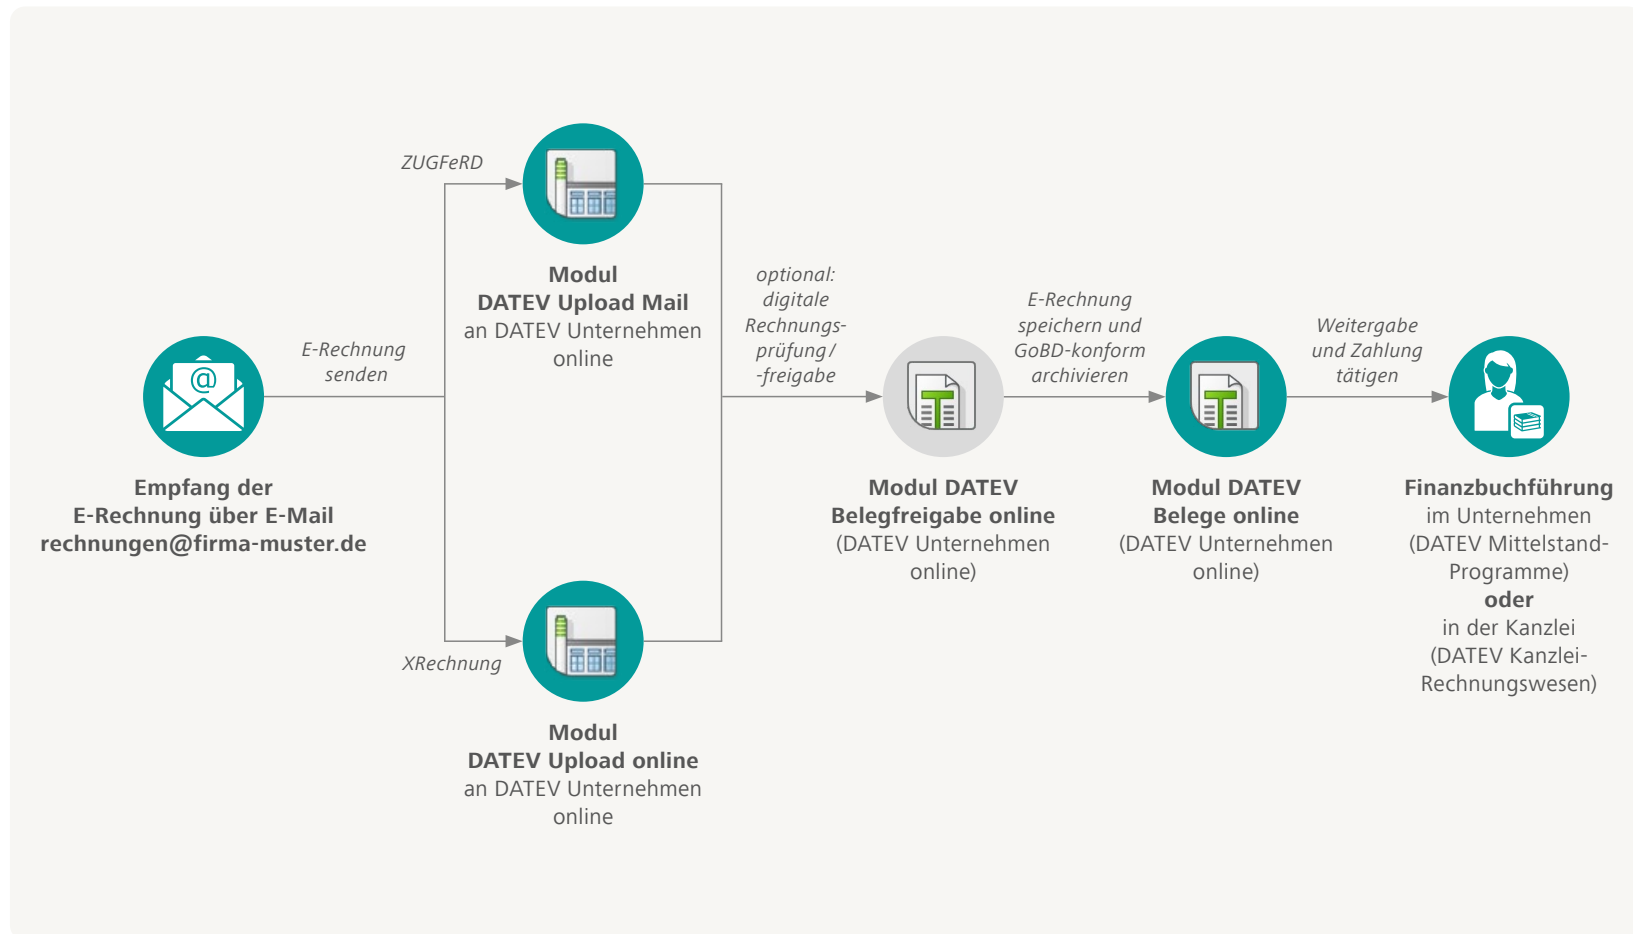 Empfang der
E-Rechnung über E-Mail
rechnungen@firma-muster.de
E-Rechnung
senden
ZUGFeRD
Modul
DATEV Upload Mail
an DATEV Unternehmen
online
XRechnung
Modul
DATEV Upload online
an DATEV Unternehmen
online
optional:
digitale
Rechnungs-
prüfung/
-freigabe
Modul DATEV
Belegfreigabe online
(DATEV Unternehmen
online)
E-Rechnung
speichern und
GoBD-konform
archivieren
Modul DATEV
Belege online
(DATEV Unternehmen
online)
Weitergabe
und Zahlung
tätigen
Finanzbuchführung
im Unternehmen
(DATEV Mittelstand-
Programme)
oder
in der Kanzlei
(DATEV Kanzlei-
Rechnungswesen)